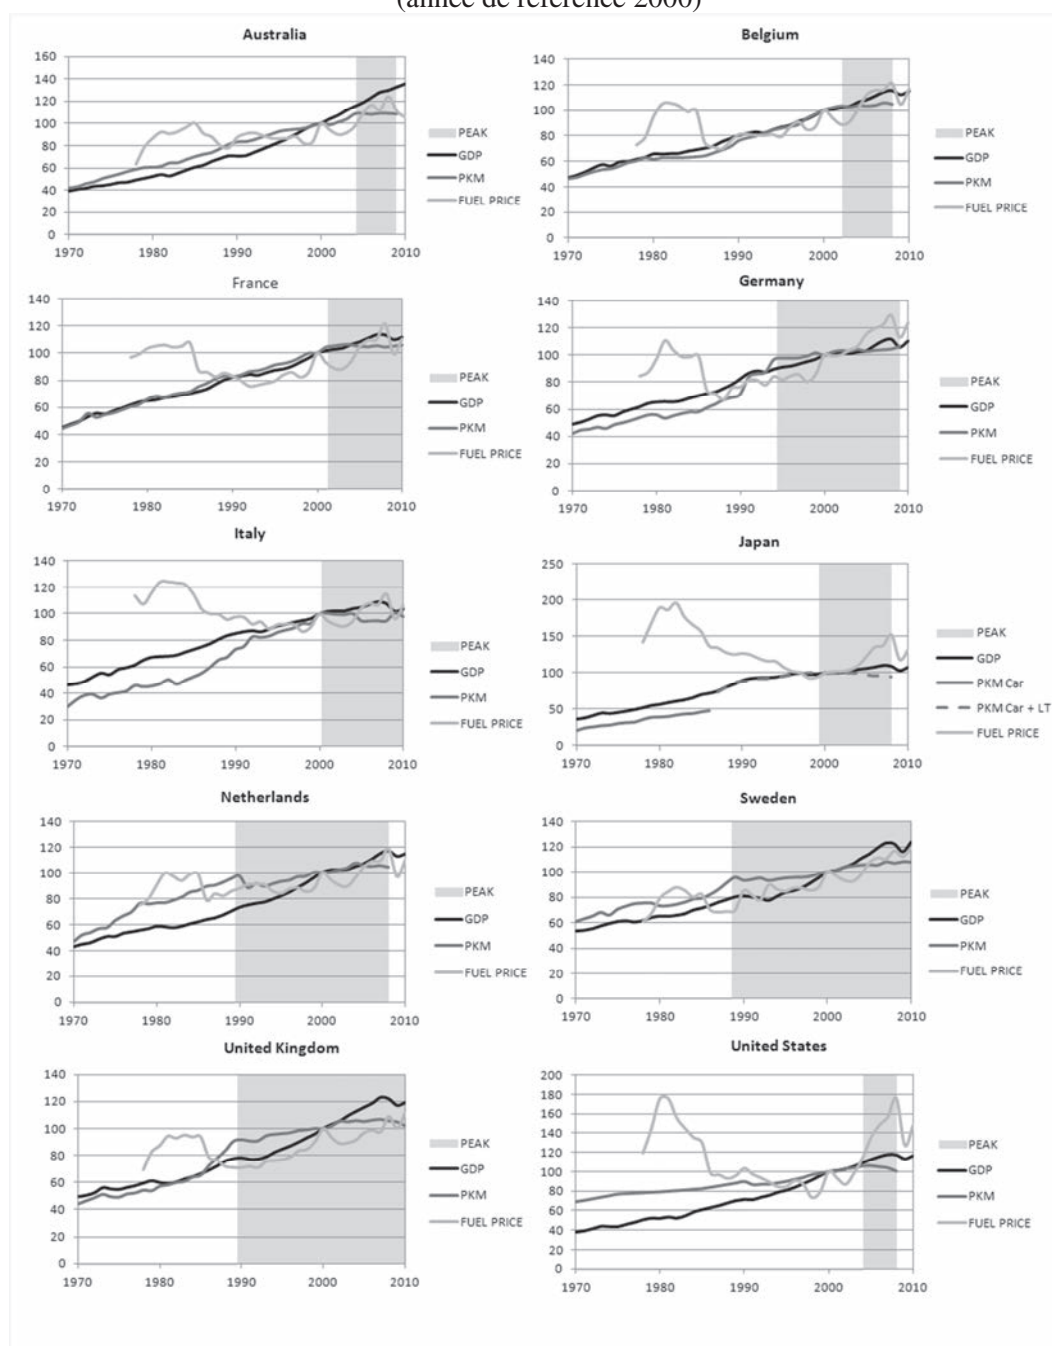 (année de référence 2000)
Australia
160
140
120
100
80
60
40
20
0
1970 1980 1990 2000 2010
PEAK
GDP
PKM
FUEL PRICE
Belgium
140
120
100
80
60
40
20
0
1970 1980 1990 2000 2010
PEAK
GDP
PKM
FUEL PRICE
France
140
120
100
80
60
40
20
0
1970 1980 1990 2000 2010
PEAK
GDP
PKM
FUEL PRICE
Germany
140
120
100
80
60
40
20
0
1970 1980 1990 2000 2010
PEAK
GDP
PKM
FUEL PRICE
Italy
140
120
100
80
60
40
20
0
1970 1980 1990 2000 2010
PEAK
GDP
PKM
FUEL PRICE
Japan
250
200
150
100
50
0
1970 1980 1990 2000 2010
PEAK
GDP
PKM Car
PKM Car + LT
FUEL PRICE
Netherlands
140
120
100
80
60
40
20
0
1970 1980 1990 2000 2010
PEAK
GDP
PKM
FUEL PRICE
Sweden
140
120
100
80
60
40
20
0
1970 1980 1990 2000 2010
PEAK
GDP
PKM
FUEL PRICE
United Kingdom
140
120
100
80
60
40
20
0
1970 1980 1990 2000 2010
PEAK
GDP
PKM
FUEL PRICE
United States
200
180
160
140
120
100
80
60
40
20
0
1970 1980 1990 2000 2010
PEAK
GDP
PKM
FUEL PRICE